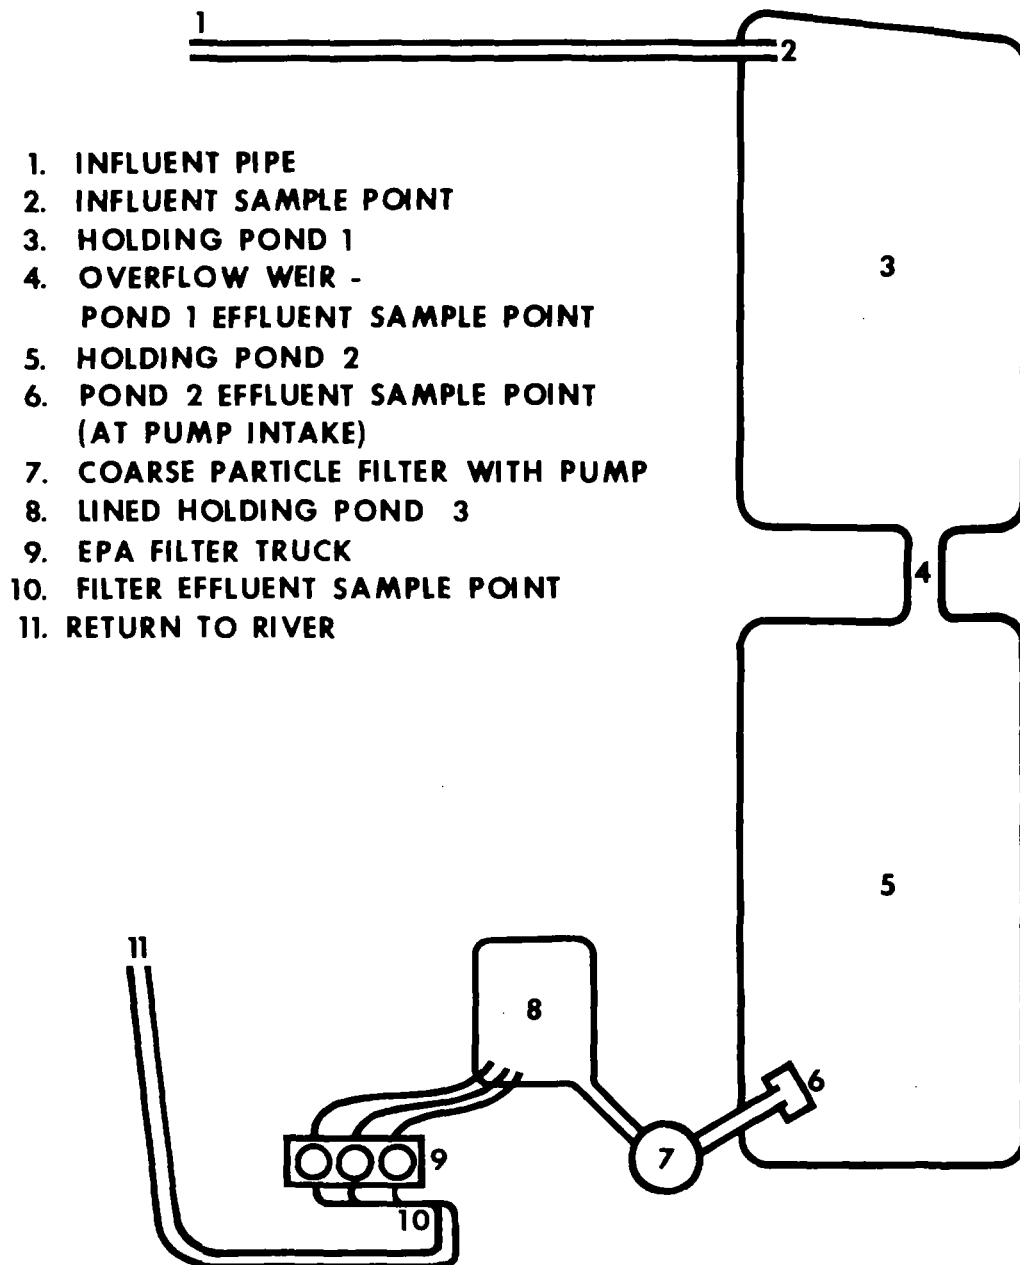 1
2
1. INFLUENT PIPE
2. INFLUENT SAMPLE POINT
3. HOLDING POND 1
4. OVERFLOW WEIR -
POND 1 EFFLUENT SAMPLE POINT
5. HOLDING POND 2
6. POND 2 EFFLUENT SAMPLE POINT
(AT PUMP INTAKE)
7. COARSE PARTICLE FILTER WITH PUMP
8. LINED HOLDING POND 3
9. EPA FILTER TRUCK
10. FILTER EFFLUENT SAMPLE POINT
11. RETURN TO RIVER
3
4
5
11
8
6
7
9
10